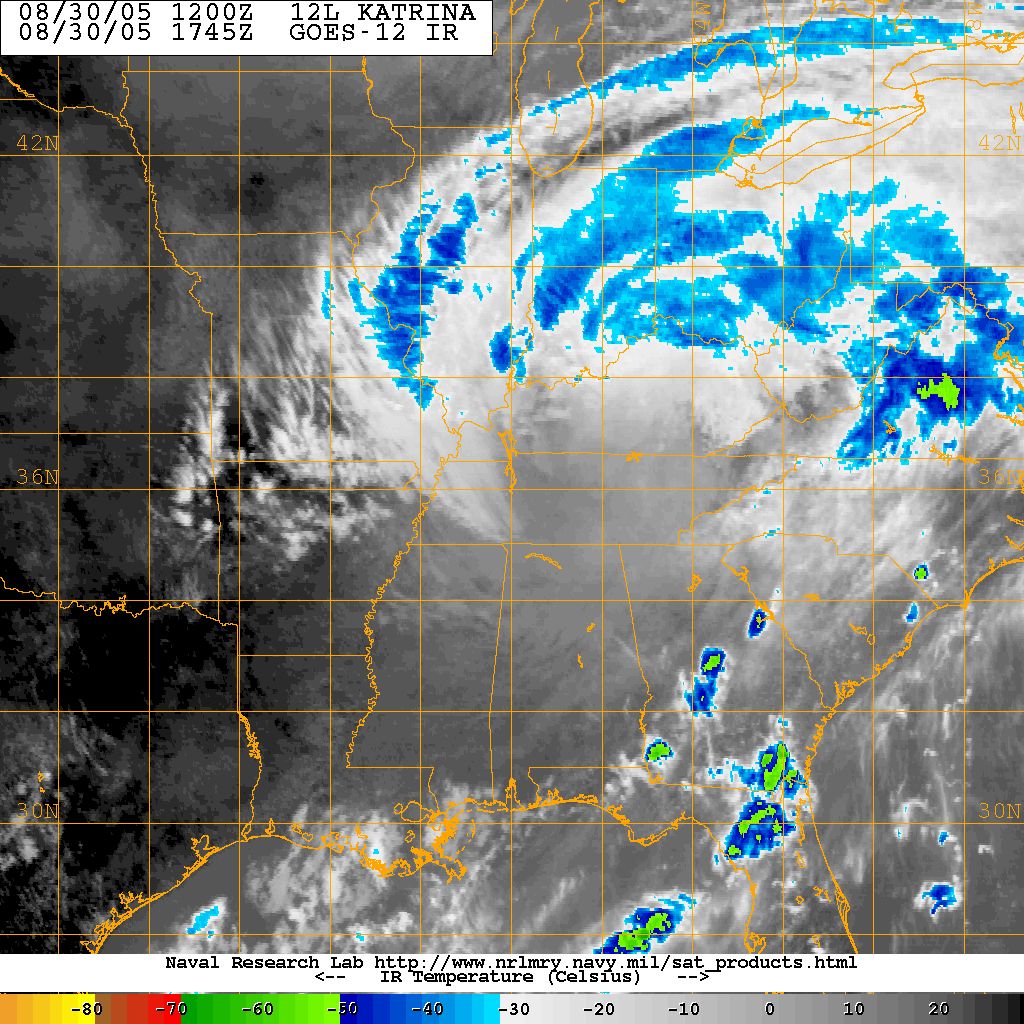 08/30/05 1200Z 12L KATRINA
08/30/05 1745Z GOES-12 IR
42N 42N
36N 36N
30N 30N
Naval Research Lab http://www.nrlmry.navy.mil/sat_products.html
<-- IR Temperature (Celsius) -->
-80 -70 -60 -50 -40 -30 -20 -10 0 10 20